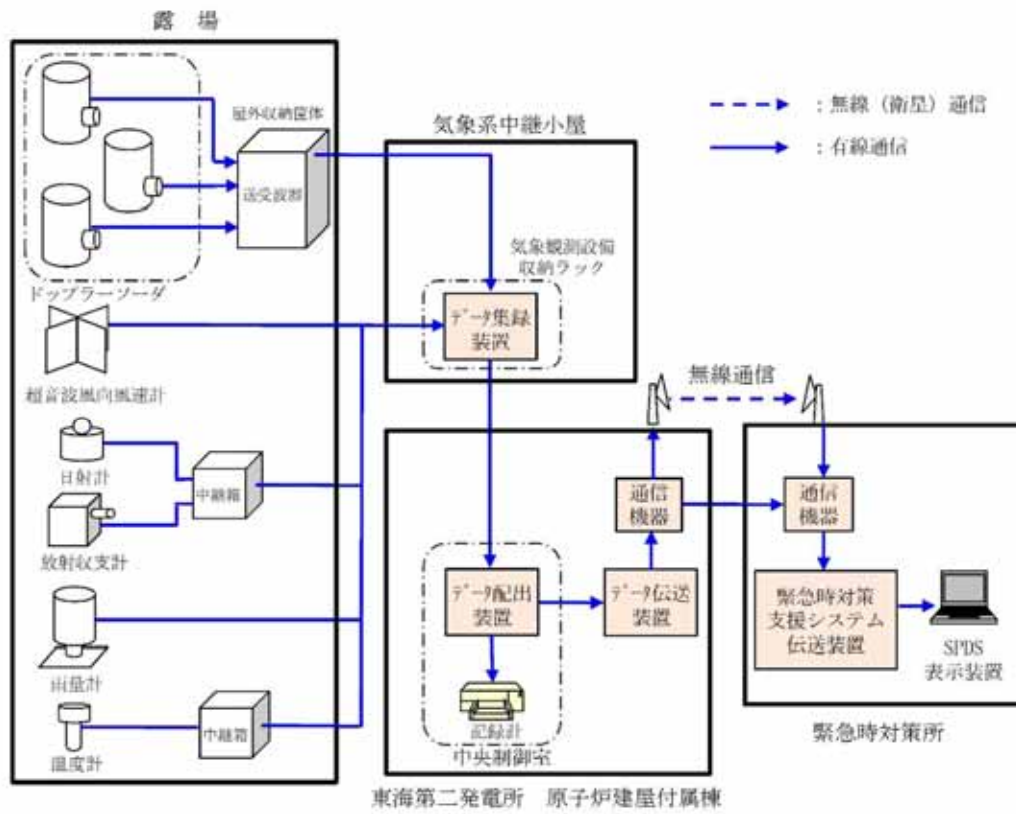 露　場
屋外収納筐体
送受波器
ドップラーソーダ
超音波風向風速計
日射計
中継箱
放射収支計
雨量計
中継箱
温度計
気象系中継小屋
気象観測設備
収納ラック
データ集録
装置
：無線（衛星）通信
：有線通信
無線通信
通信
機器
データ配出
装置
データ伝送
装置
記録計
中央制御室
東海第二発電所　原子炉建屋付属棟
通信
機器
緊急時対策
支援システム
伝送装置
SPDS
表示装置
緊急時対策所